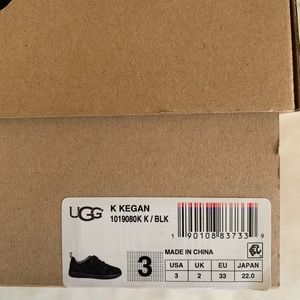 UGG
K KEGAN
1019080K K / BLK
1 90108 83733 9
MADE IN CHINA
3
USA UK EU JAPAN
3 2 33 22.0